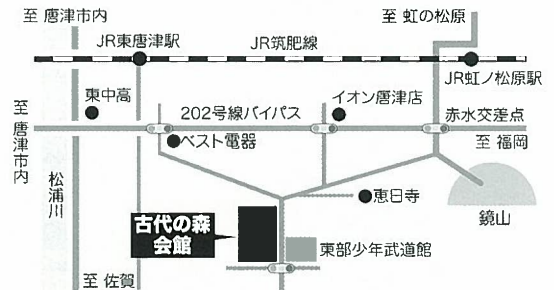 至 唐津市内
至 虹の松原
JR東唐津駅
JR筑肥線
JR虹ノ松原駅
東中高
202号線バイパス
イオン唐津店
赤水交差点
至 唐津市内
ベスト電器
至 福岡
松浦川
恵日寺
鏡山
古代の森
会館
東部少年武道館
至 佐賀